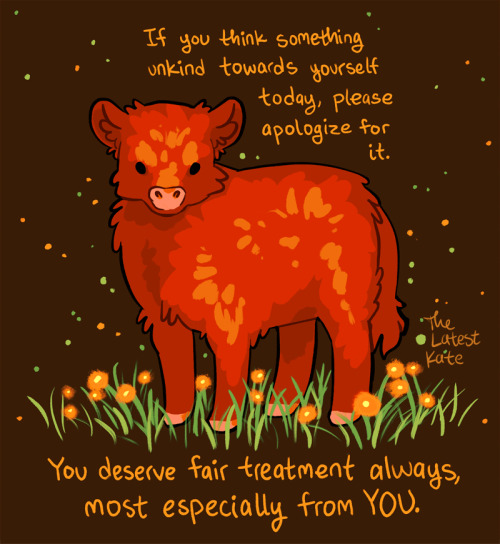 If you think something
unkind towards yourself
today, please
apologize for
it.
The
Latest
Kate
You deserve fair treatment always,
most especially from YOU.